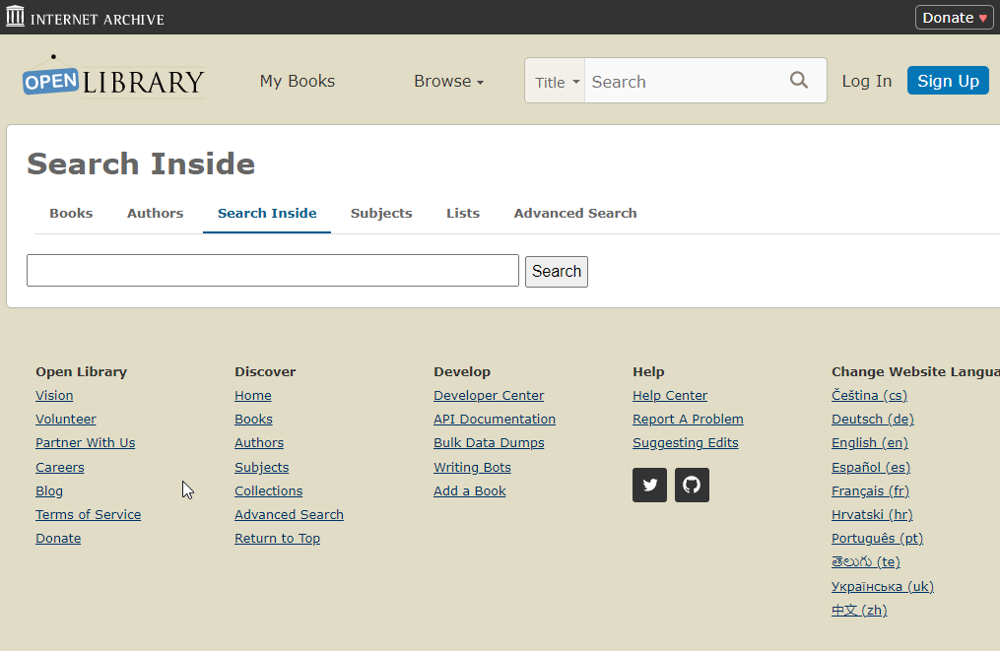 INTERNET ARCHIVE
Donate ♥
OPEN LIBRARY
My Books
Browse
Title
Search
Log In
Sign Up
Search Inside
Books
Authors
Search Inside
Subjects
Lists
Advanced Search
Search
Open Library
Vision
Volunteer
Partner With Us
Careers
Blog
Terms of Service
Donate
Discover
Home
Books
Authors
Subjects
Collections
Advanced Search
Return to Top
Develop
Developer Center
API Documentation
Bulk Data Dumps
Writing Bots
Add a Book
Help
Help Center
Report A Problem
Suggesting Edits
Change Website Langua
Čeština (cs)
Deutsch (de)
English (en)
Español (es)
Français (fr)
Hrvatski (hr)
Português (pt)
తెలుగు (te)
Українська (uk)
中文 (zh)